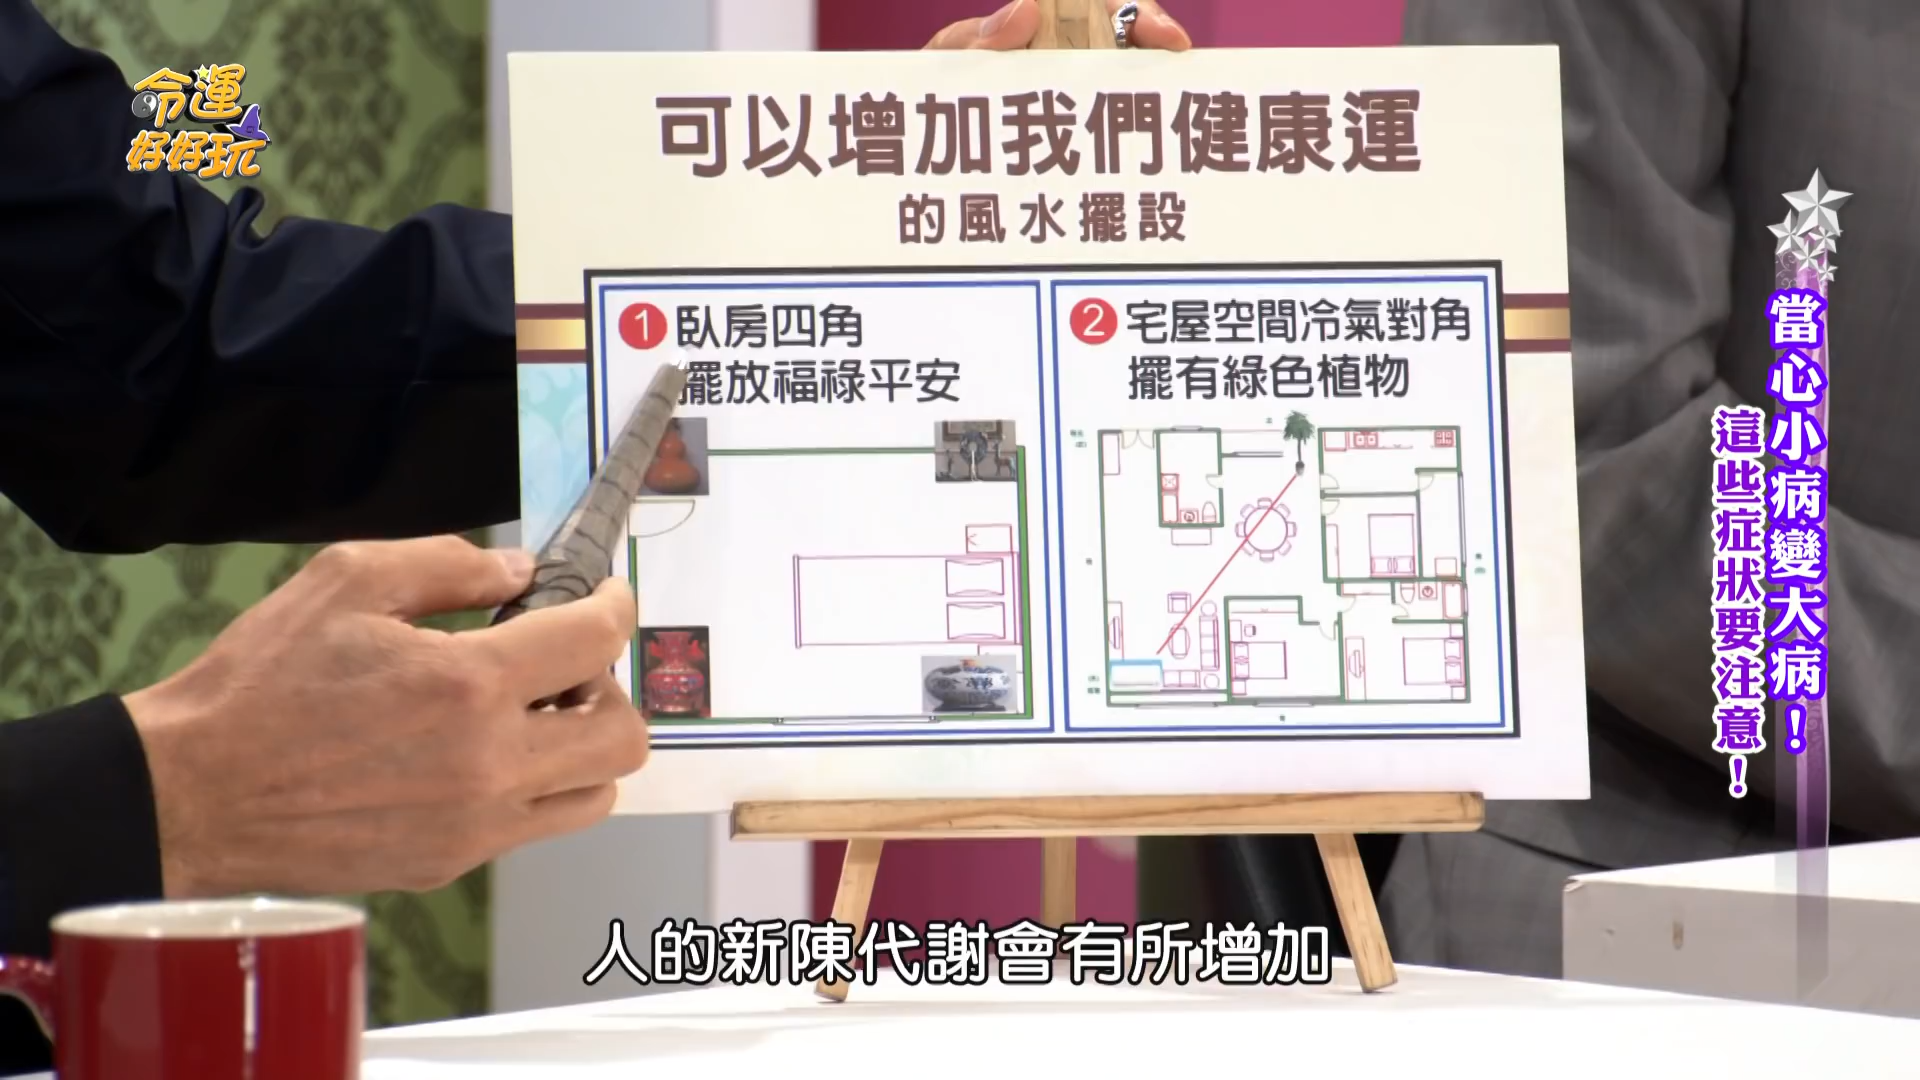 命運
好好玩
可以增加我們健康運
的風水擺設
1 臥房四角
擺放福祿平安
2 宅屋空間冷氣對角
擺有綠色植物
當心小病變大病！
這些症狀要注意！
人的新陳代謝會有所增加